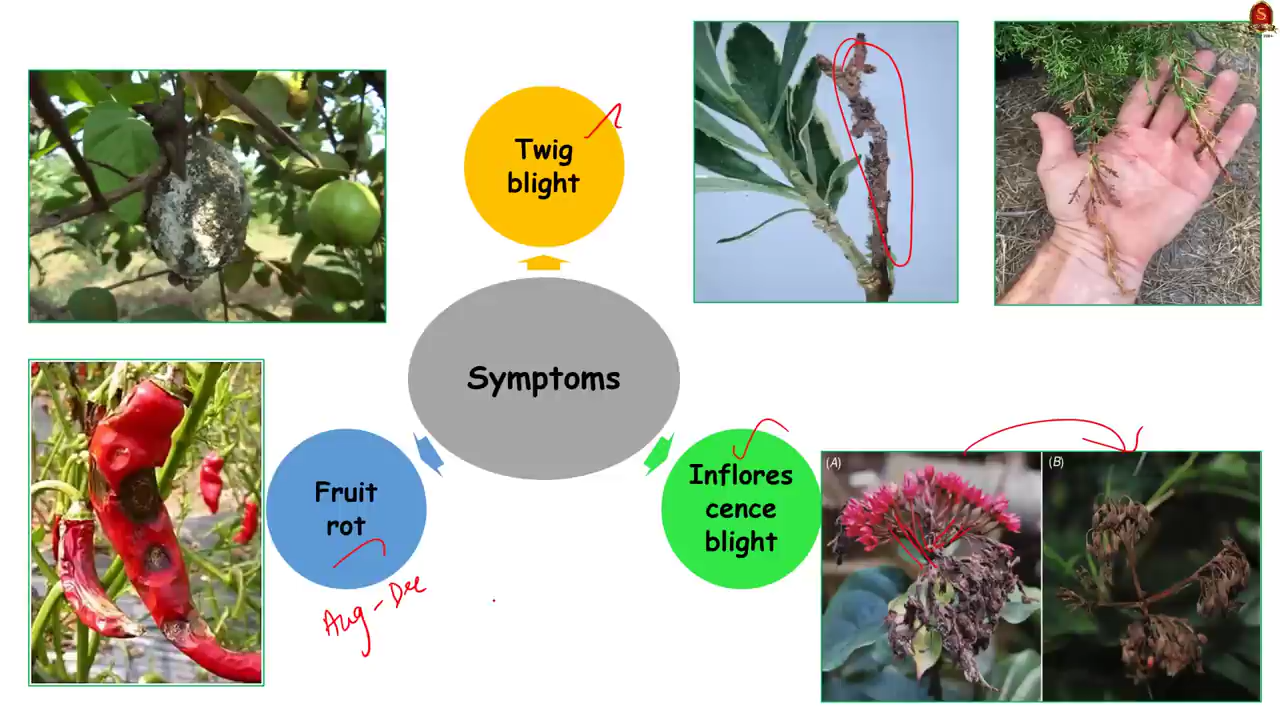 Twig
blight
Symptoms
Fruit
rot
Aug - Dec
Inflores
cence
blight
(A)
(B)
S